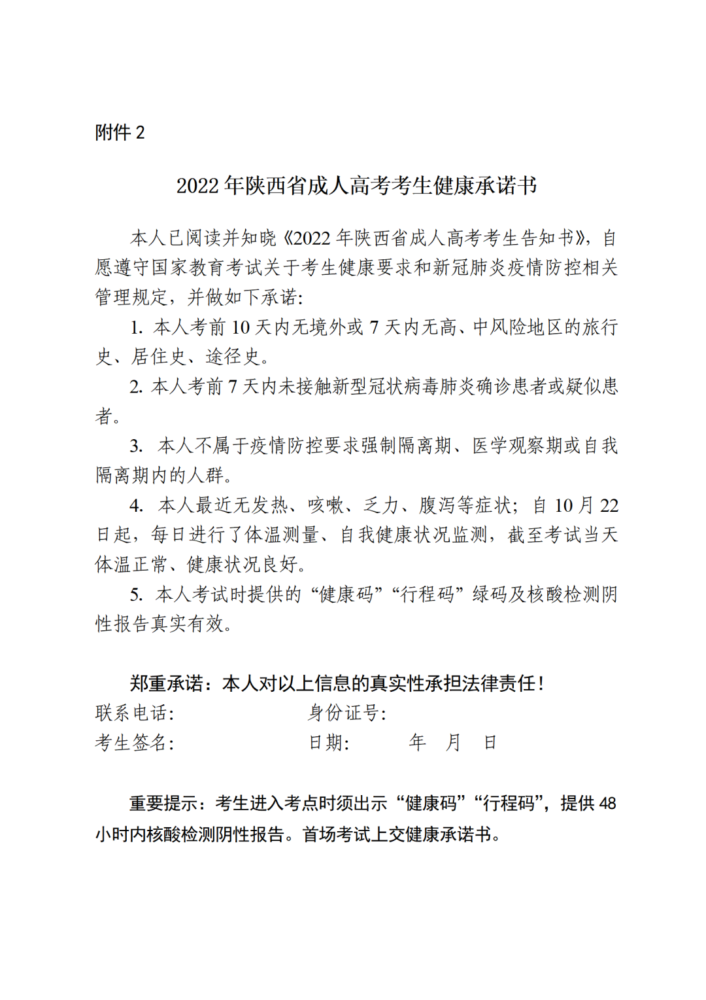 附件 2
2022 年陕西省成人高考考生健康承诺书
本人已阅读并知晓《2022 年陕西省成人高考考生告知书》，自
愿遵守国家教育考试关于考生健康要求和新冠肺炎疫情防控相关
管理规定，并做如下承诺：
1. 本人考前 10 天内无境外或 7 天内无高、中风险地区的旅行
史、居住史、途径史。
2. 本人考前 7 天内未接触新型冠状病毒肺炎确诊患者或疑似患
者。
3. 本人不属于疫情防控要求强制隔离期、医学观察期或自我
隔离期内的人群。
4. 本人最近无发热、咳嗽、乏力、腹泻等症状；自 10 月 22
日起，每日进行了体温测量、自我健康状况监测，截至考试当天
体温正常、健康状况良好。
5. 本人考试时提供的“健康码”“行程码”绿码及核酸检测阴
性报告真实有效。
郑重承诺：本人对以上信息的真实性承担法律责任！
联系电话： 身份证号：
考生签名： 日期： 年 月 日
重要提示：考生进入考点时须出示“健康码”“行程码”，提供 48
小时内核酸检测阴性报告。首场考试上交健康承诺书。